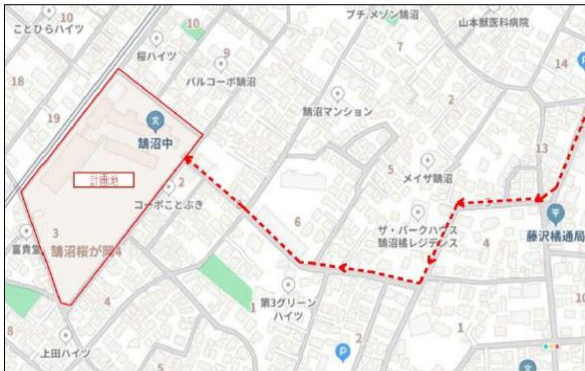 ことひらハイツ
10
桜ハイツ
10
9
プチ.メゾン鵠沼
山本獣医科病院
P
パルコーポ鵠沼
7
14
18
19
文
鵠沼中
鵠沼マンション
2
13
計画地
2
5
メイザ鵠沼
コーポことぶき
〒
藤沢橘通局
ザ・パークハウス
鵠沼橘レジデンス
3
富貴堂
鵠沼桜が岡4
6
4
4
第3グリーン
ハイツ
1
10
8
上田ハイツ
5
2
P
1
文